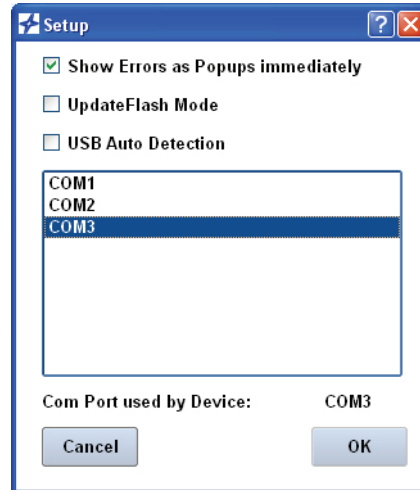 Setup
Show Errors as Popups immediately
UpdateFlash Mode
USB Auto Detection
COM1
COM2
COM3
Com Port used by Device: COM3
Cancel OK